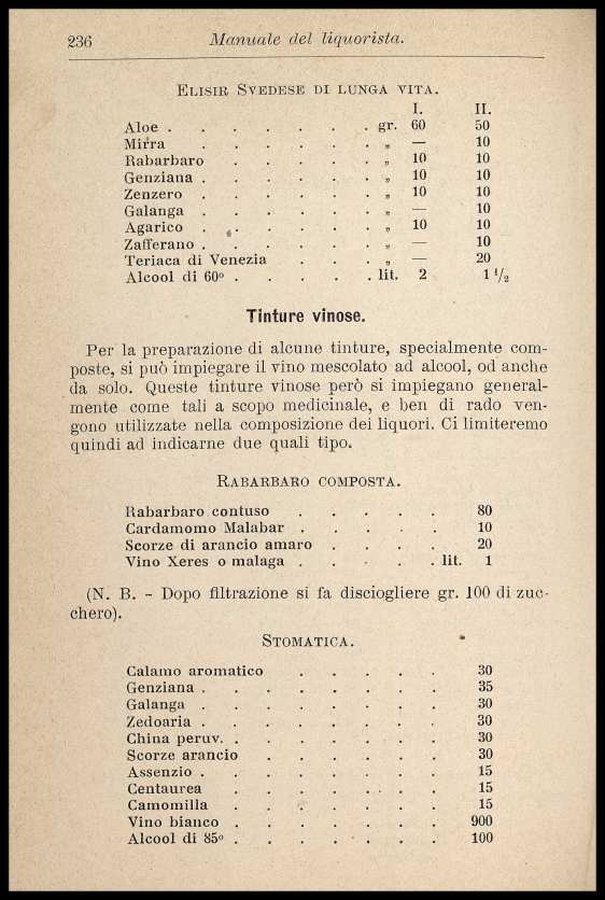 236 Manuale del liquorista.
ELISIR SVEDESE DI LUNGA VITA.
I. II.
Aloe . . . . . . . gr. 60 50
Mirra . . . . . . „ — 10
Rabarbaro . . . . . „ 10 10
Genziana . . . . . . „ 10 10
Zenzero . . . . . . „ 10 10
Galanga . . . . . . „ — 10
Agarico . . . . . . „ 10 10
Zafferano . . . . . . „ — 10
Teriaca di Venezia . . . „ — 20
Alcool di 60º . . . . . lit. 2 1 1/2
Tinture vinose.
Per la preparazione di alcune tinture, specialmente com-
poste, si può impiegare il vino mescolato ad alcool, od anche
da solo. Queste tinture vinose però si impiegano general-
mente come tali a scopo medicinale, e ben di rado ven-
gono utilizzate nella composizione dei liquori. Ci limiteremo
quindi ad indicarne due quali tipo.
RABARBARO COMPOSTA.
Rabarbaro contuso . . . . . 80
Cardamomo Malabar . . . . . 10
Scorze di arancio amaro . . . . 20
Vino Xeres o malaga . . . . . lit. 1
(N. B. - Dopo filtrazione si fa disciogliere gr. 100 di zuc-
chero).
STOMATICA.
Calamo aromatico . . . . . 30
Genziana . . . . . . . . 35
Galanga . . . . . . . . 30
Zedoaria . . . . . . . . 30
China peruv. . . . . . . . 30
Scorze arancio . . . . . . 30
Assenzio . . . . . . . . 15
Centaurea . . . . . . . 15
Camomilla . . . . . . . 15
Vino bianco . . . . . . . 900
Alcool di 85º . . . . . . . 100